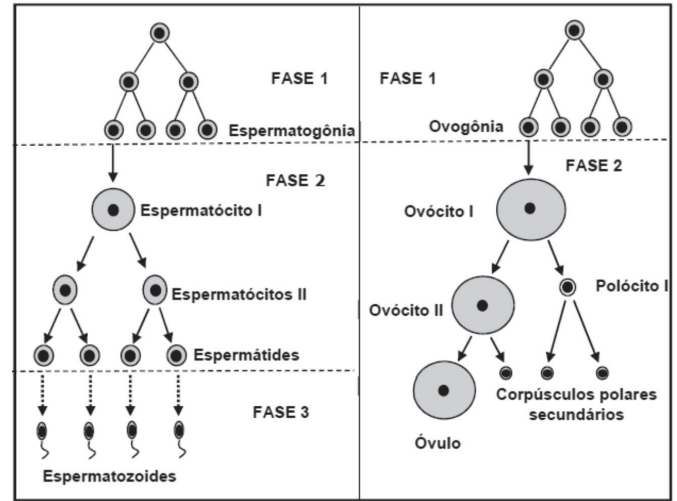 FASE 1
Espermatogônia
FASE 2
Espermatócito I
Espermatócitos II
Espermátides
FASE 3
Espermatozoides
FASE 1
Ovogônia
FASE 2
Ovócito I
Polócito I
Ovócito II
Corpúsculos polares
secundários
Óvulo